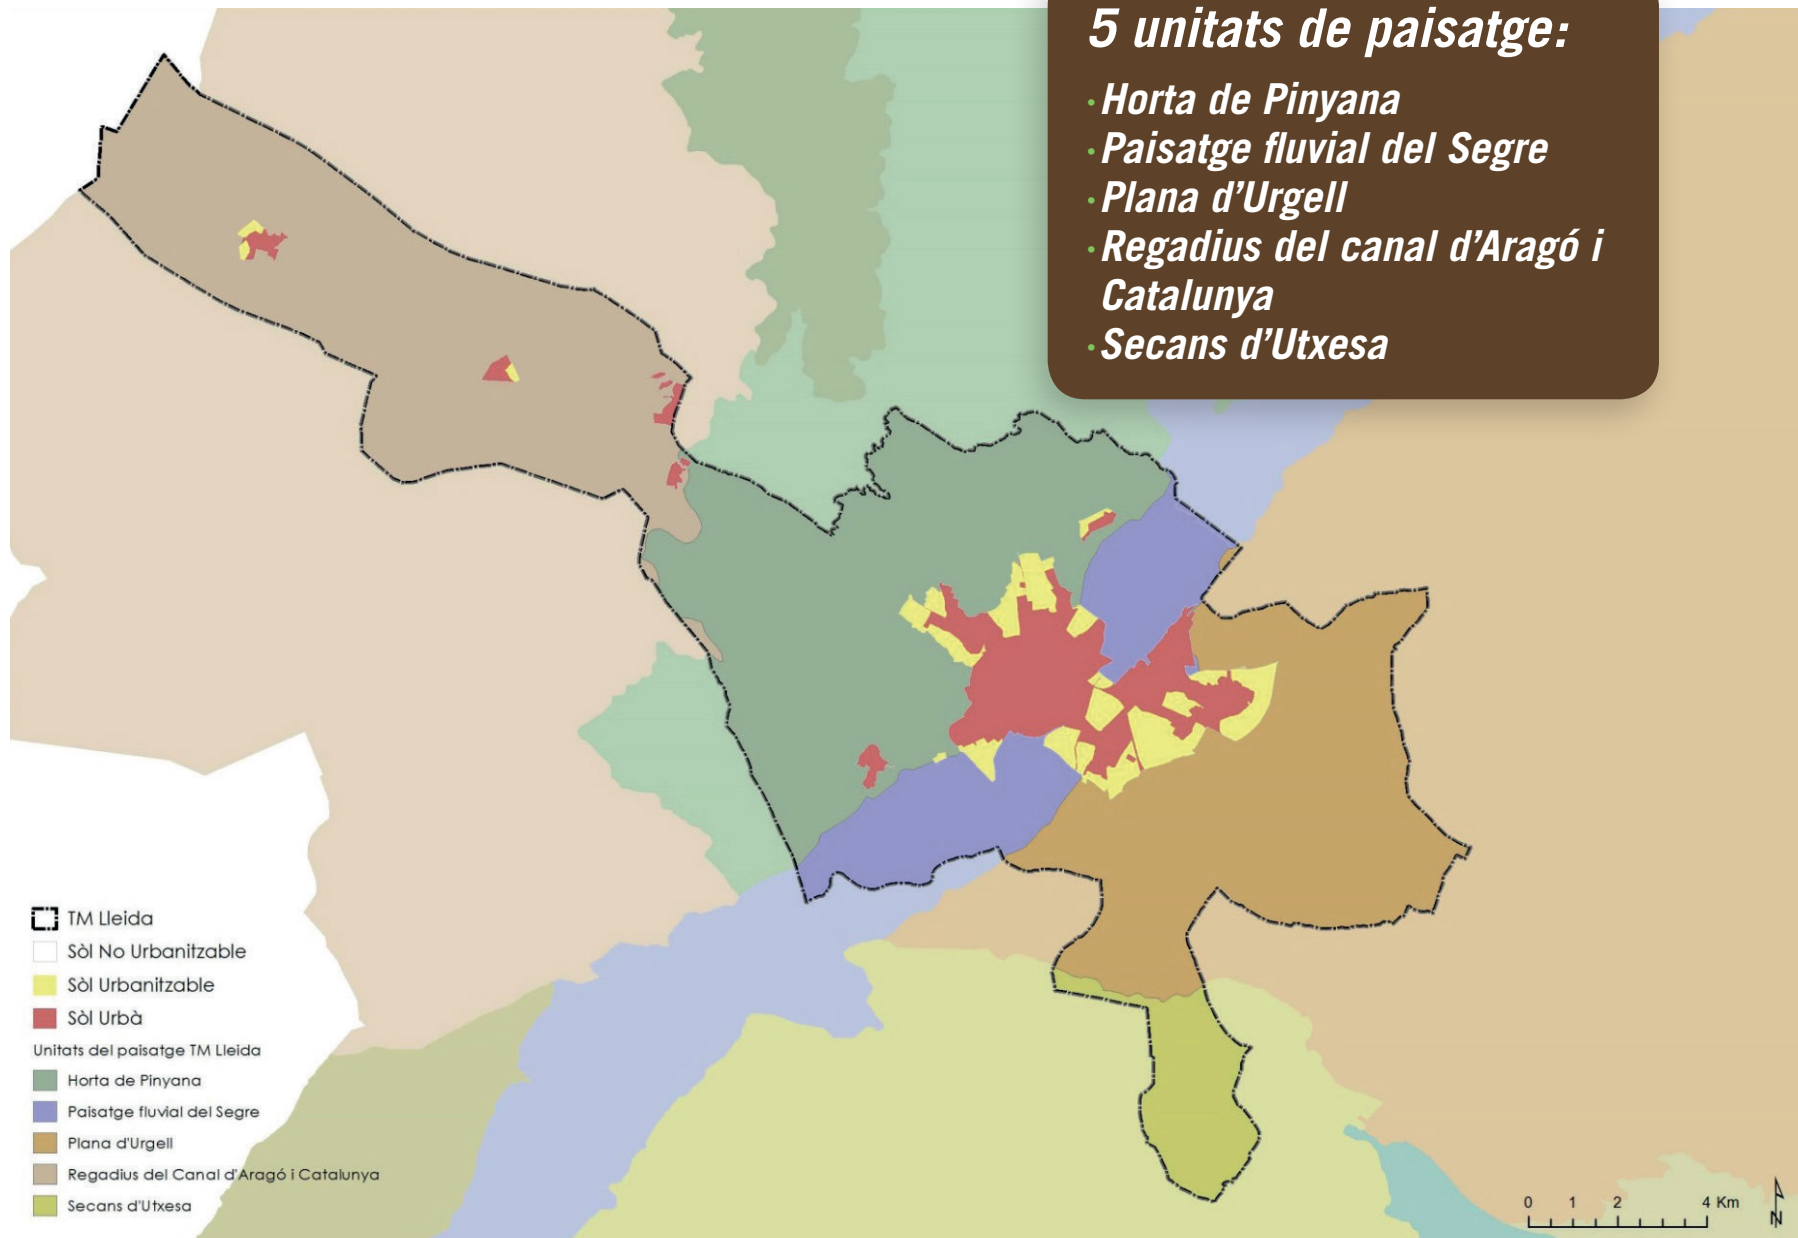 5 unitats de paisatge:
· Horta de Pinyana
· Paisatge fluvial del Segre
· Plana d'Urgell
· Regadius del canal d'Aragó i
Catalunya
· Secans d'Utxesa
TM Lleida
Sòl No Urbanitzable
Sòl Urbanitzable
Sòl Urbà
Unitats del paisatge TM Lleida
Horta de Pinyana
Paisatge fluvial del Segre
Plana d'Urgell
Regadius del Canal d'Aragó i Catalunya
Secans d'Utxesa
0 1 2 4 Km
N